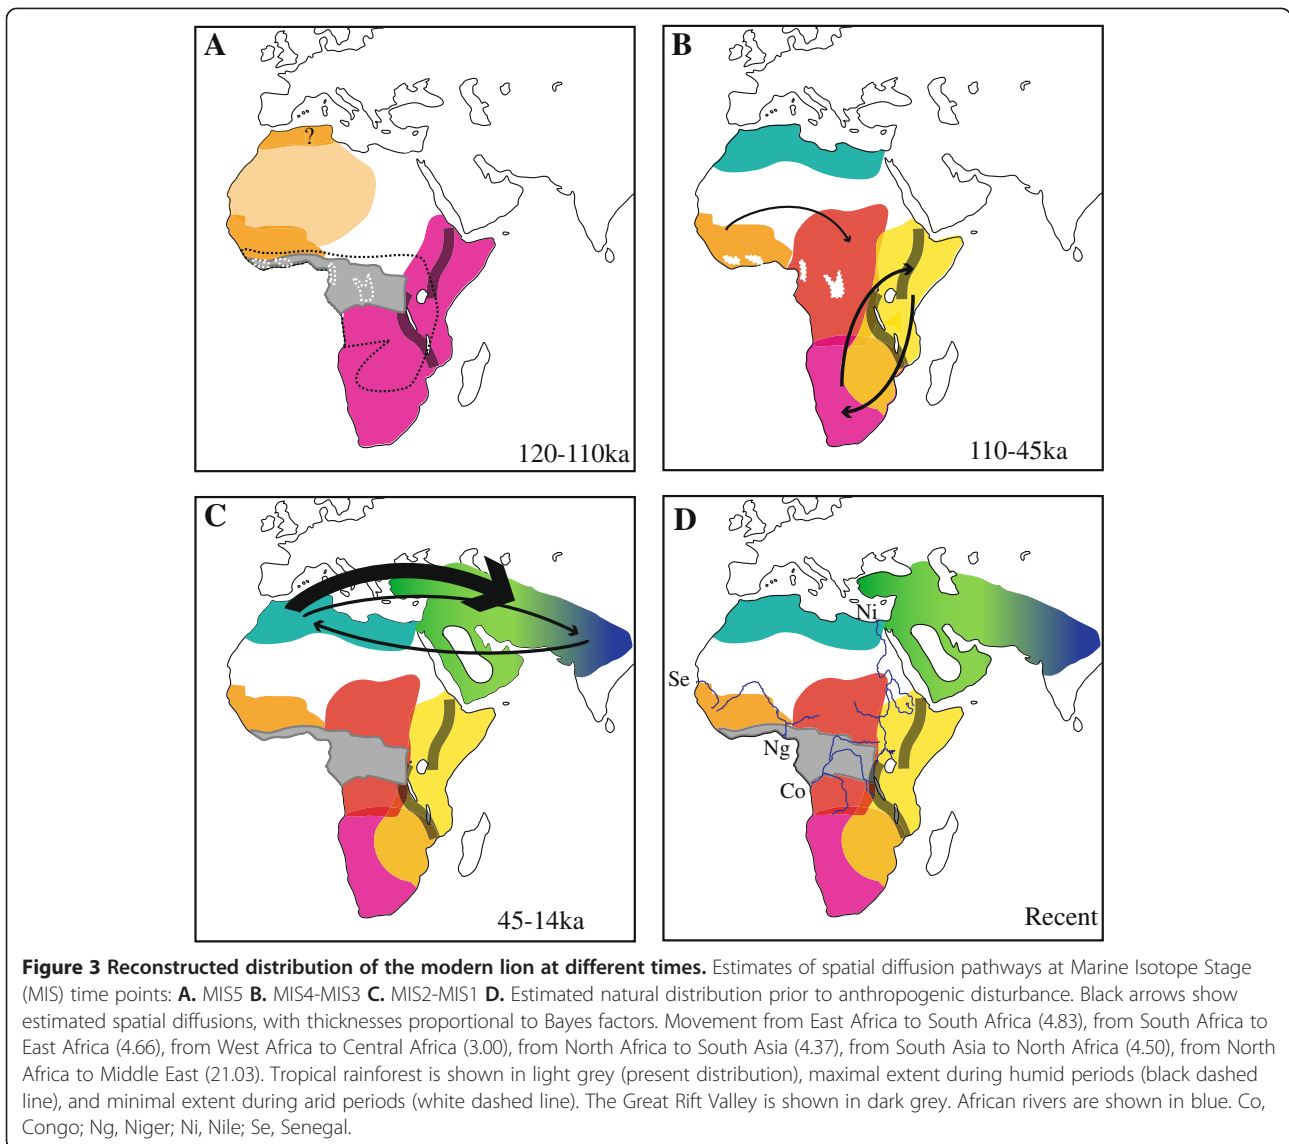 A
?
120-110ka
B
110-45ka
C
45-14ka
D
Ni
Se
Ng
Co
Recent
Figure 3 Reconstructed distribution of the modern lion at different times. Estimates of spatial diffusion pathways at Marine Isotope Stage
(MIS) time points: A. MIS5 B. MIS4-MIS3 C. MIS2-MIS1 D. Estimated natural distribution prior to anthropogenic disturbance. Black arrows show
estimated spatial diffusions, with thicknesses proportional to Bayes factors. Movement from East Africa to South Africa (4.83), from South Africa to
East Africa (4.66), from West Africa to Central Africa (3.00), from North Africa to South Asia (4.37), from South Asia to North Africa (4.50), from North
Africa to Middle East (21.03). Tropical rainforest is shown in light grey (present distribution), maximal extent during humid periods (black dashed
line), and minimal extent during arid periods (white dashed line). The Great Rift Valley is shown in dark grey. African rivers are shown in blue. Co,
Congo; Ng, Niger; Ni, Nile; Se, Senegal.